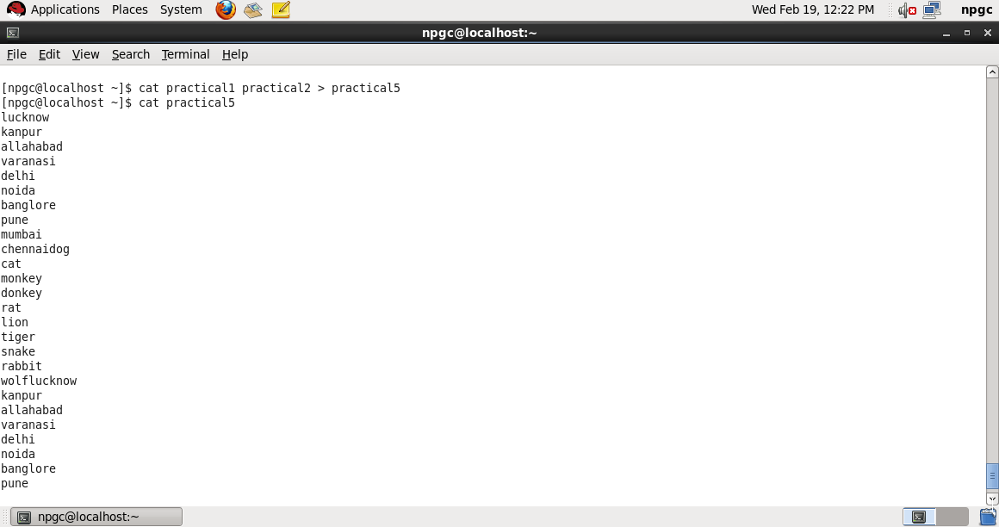 Applications Places System Wed Feb 19, 12:22 PM npgc
npgc@localhost:~
File Edit View Search Terminal Help
[npgc@localhost ~]$ cat practical1 practical2 > practical5
[npgc@localhost ~]$ cat practical5
lucknow
kanpur
allahabad
varanasi
delhi
noida
banglore
pune
mumbai
chennaidog
cat
monkey
donkey
rat
lion
tiger
snake
rabbit
wolflucknow
kanpur
allahabad
varanasi
delhi
noida
banglore
pune
npgc@localhost:~